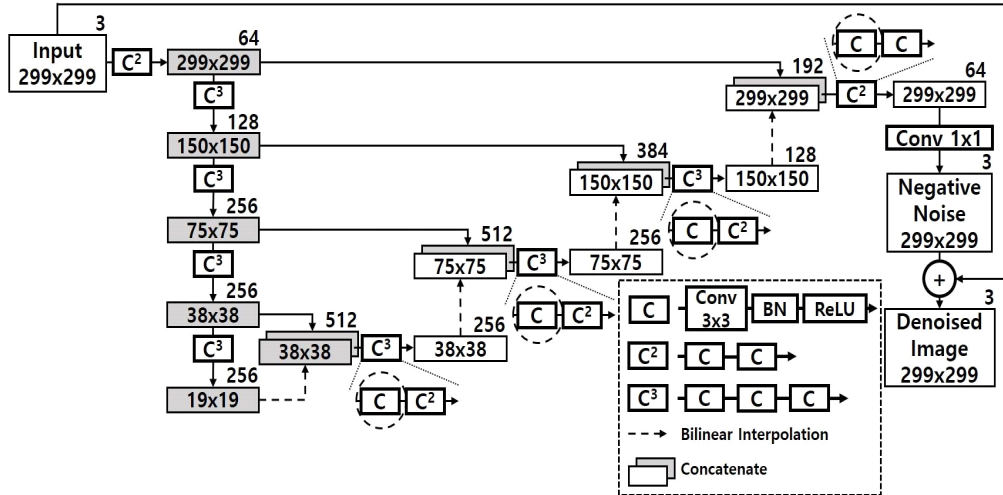 3
Input
299x299
C²
64
299x299
C³
128
150x150
C³
256
75x75
C³
256
38x38
C³
256
19x19
512
38x38
C³
C C²
256
38x38
512
75x75
C³
C C²
256
75x75
384
150x150
C³
C C²
128
150x150
192
299x299
C²
C C
64
299x299
Conv 1x1
3
Negative
Noise
299x299
+
3
Denoised
Image
299x299
C Conv
3x3 BN ReLU
C² C C
C³ C C C
Bilinear Interpolation
Concatenate